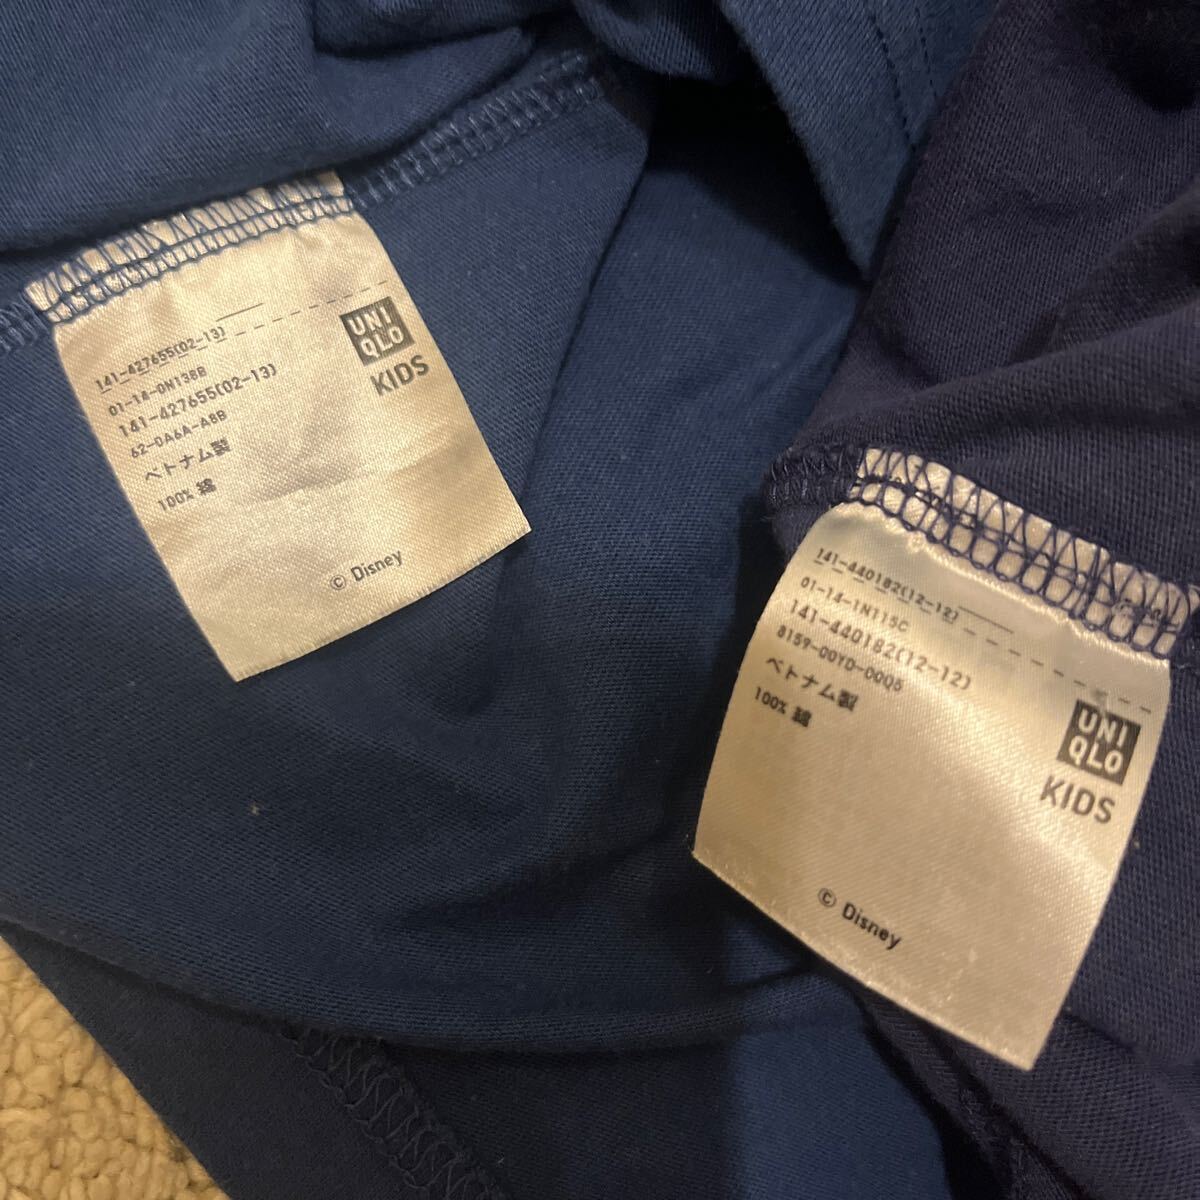 141-427655(02-13)
01-14-0N138B
141-427655(02-13)
62-0A6A-A8B
ベトナム製
100% 綿
UNI
QLO
KIDS
© Disney
141-440182(12-12)
01-14-1N115C
141-440182(12-12)
8159-00YD-00Q5
ベトナム製
100% 綿
UNI
QLO
KIDS
© Disney